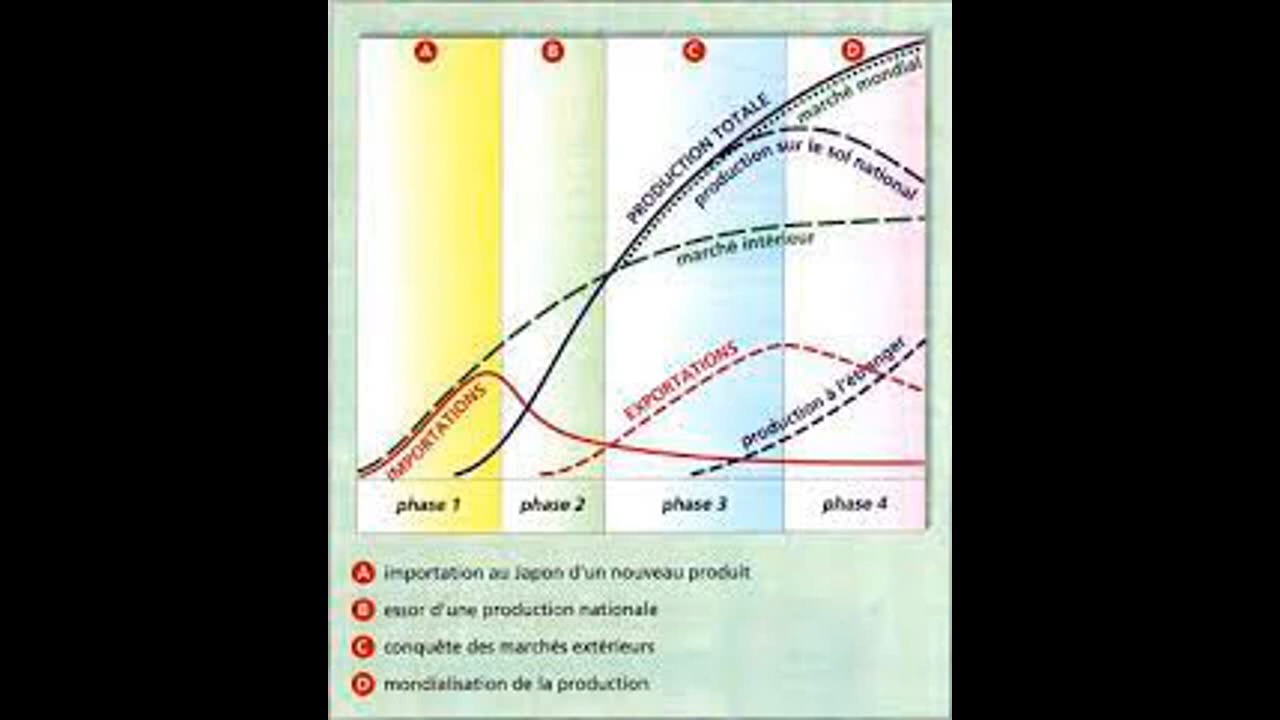 A B C D
PRODUCTION TOTALE
marché mondial
production sur le sol national
marché intérieur
IMPORTATIONS
EXPORTATIONS
production à l'étranger
phase 1 phase 2 phase 3 phase 4
A importation au Japon d'un nouveau produit
B essor d'une production nationale
C conquête des marchés extérieurs
D mondialisation de la production